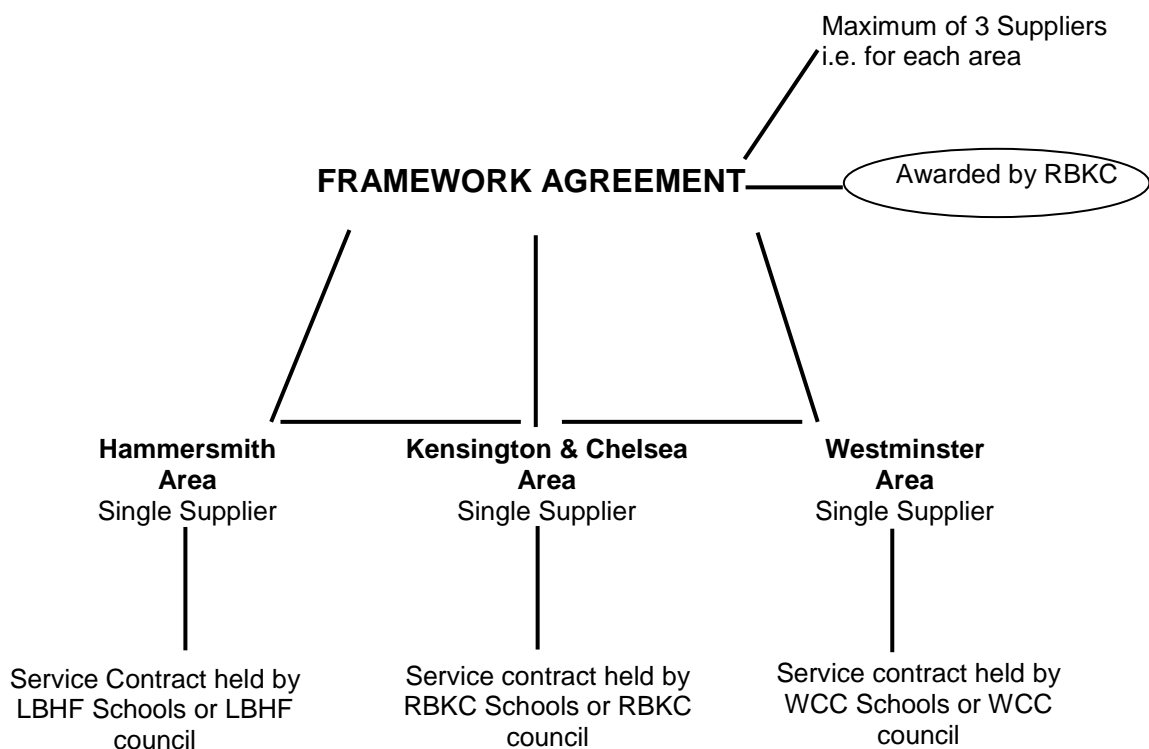 Maximum of 3 Suppliers
i.e. for each area
FRAMEWORK AGREEMENT
Awarded by RBKC
Hammersmith
Area
Single Supplier
Kensington & Chelsea
Area
Single Supplier
Westminster
Area
Single Supplier
Service Contract held by
LBHF Schools or LBHF
council
Service contract held by
RBKC Schools or RBKC
council
Service contract held by
WCC Schools or WCC
council